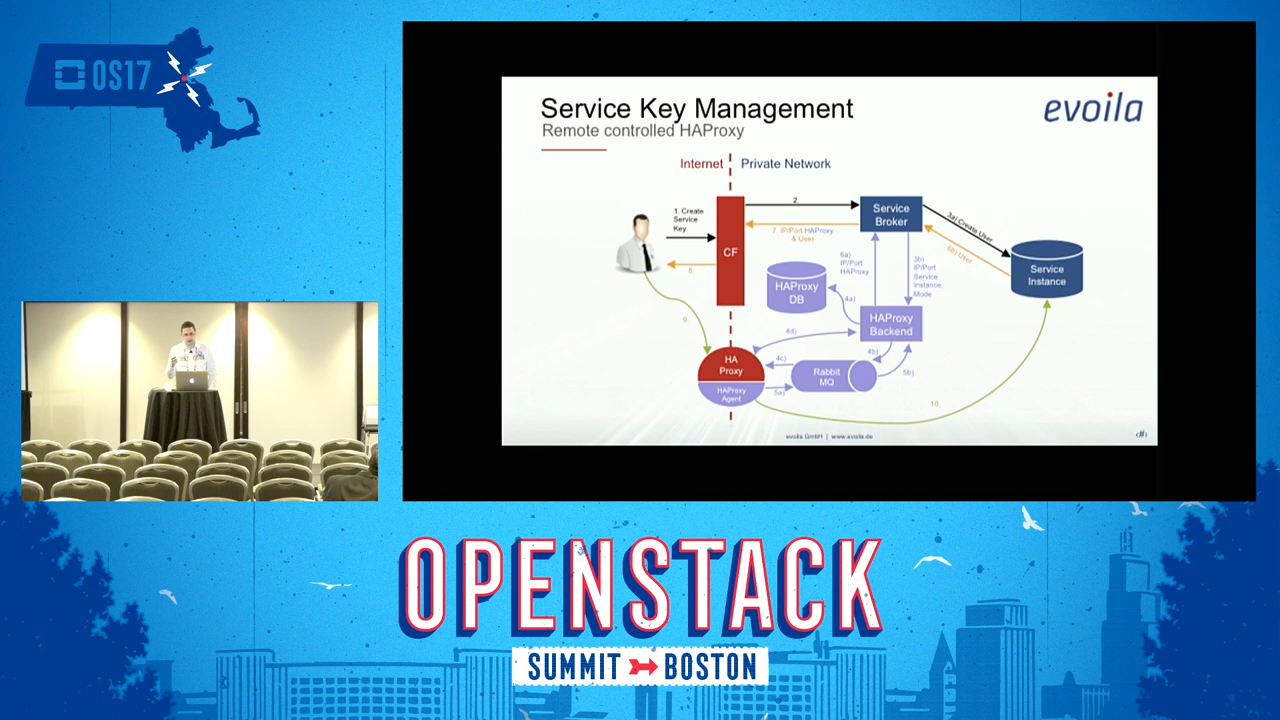 OS17
Service Key Management
Remote controlled HAProxy
evoila
Internet
Private Network
1. Create
Service
Key
2.
Service
Broker
3a) Create User
7. IP/Port HAProxy
& User
6b) User
CF
8.
6a)
IP/Port
HAProxy
3b)
IP/Port
Service
Instance,
Mode
Service
Instance
HAProxy
DB
4a)
HAProxy
Backend
9.
4d)
HA
Proxy
4c)
4b)
Rabbit
MQ
5b)
HAProxy
Agent
5a)
10.
evoila GmbH | www.evoila.de
‹#›
OPENSTACK
SUMMIT BOSTON